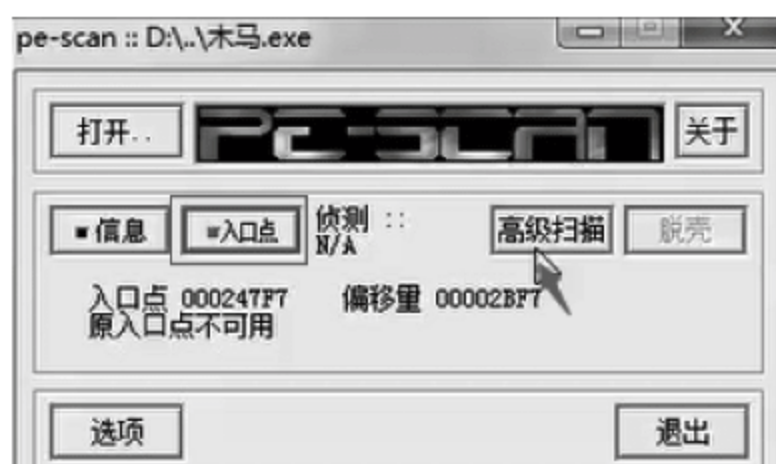 pe-scan :: D:\..\木马.exe
打开.. PE-SCAN 关于
■信息 ■入口点 侦测 :: N/A 高级扫描 脱壳
入口点 000247F7 偏移量 00002BF7
原入口点不可用
选项 退出